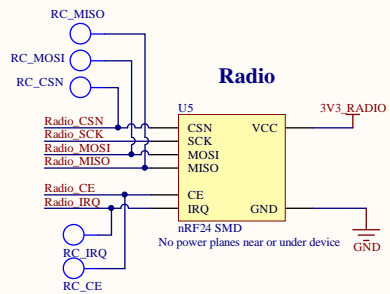 RC_MISO
RC_MOSI
RC_CSN
Radio
U5
3V3_RADIO
Radio_CSN
CSN
VCC
Radio_SCK
SCK
Radio_MOSI
MOSI
Radio_MISO
MISO
Radio_CE
CE
Radio_IRQ
IRQ
GND
nRF24 SMD
No power planes near or under device
GND
RC_IRQ
RC_CE